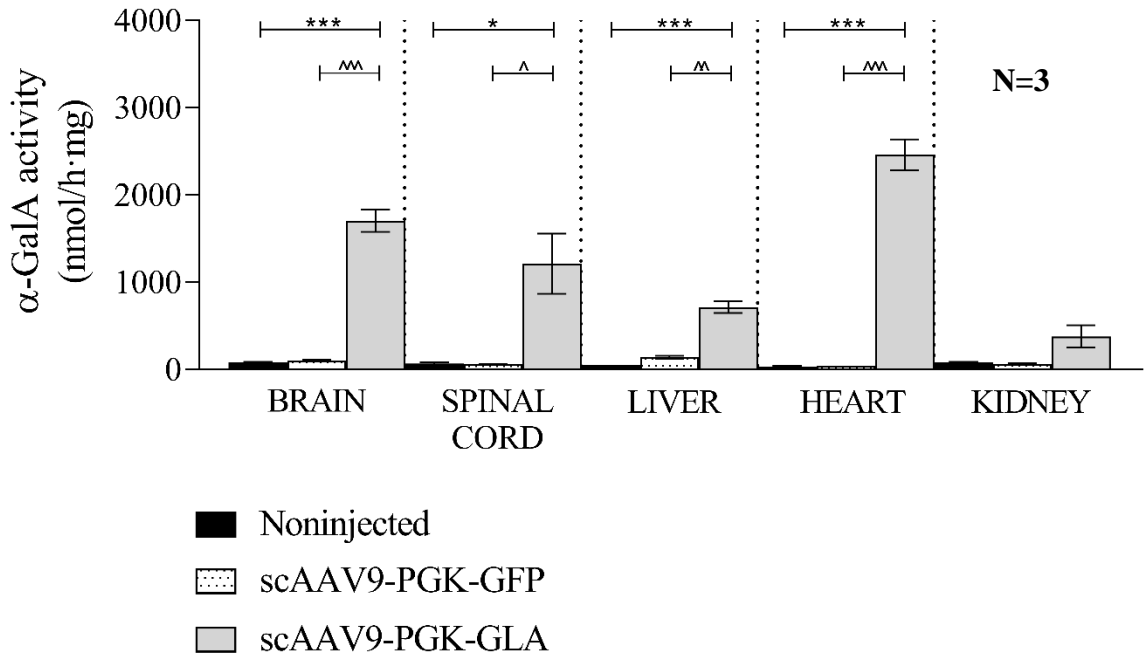 4000
3000
2000
1000
0
α-GalA activity
(nmol/h·mg)
*** * *** ***
^^^ ^ ^^ ^^^
N=3
BRAIN SPINAL CORD LIVER HEART KIDNEY
Noninjected
scAAV9-PGK-GFP
scAAV9-PGK-GLA